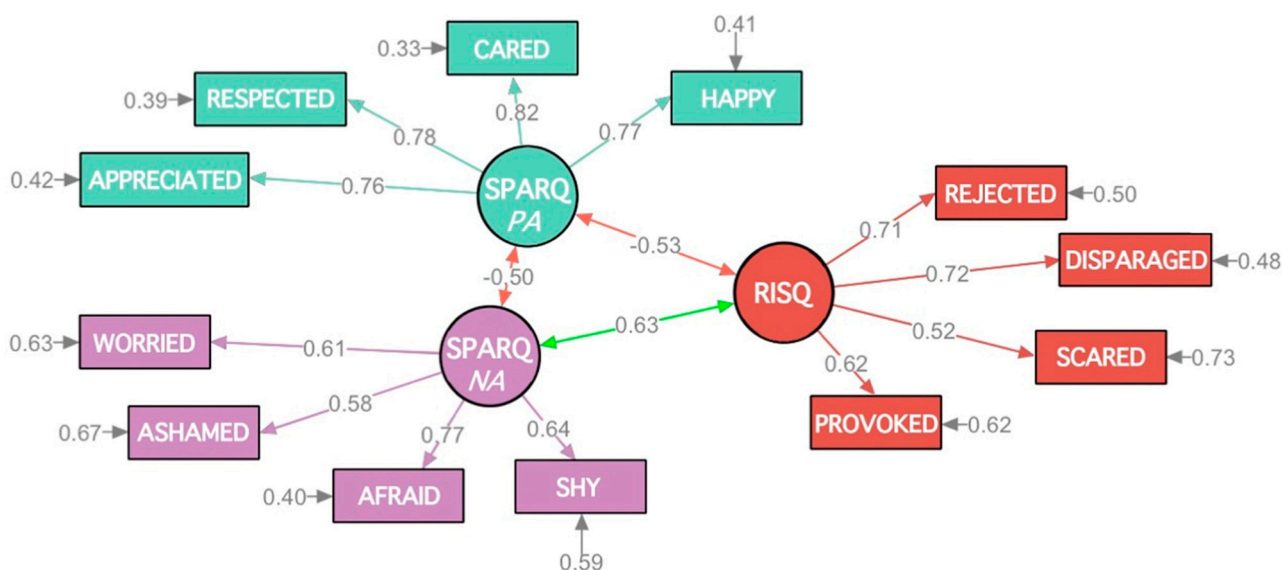 0.41
0.33
CARED
0.39
RESPECTED
HAPPY
0.82
0.78
0.77
0.42
APPRECIATED
0.76
SPARQ
PA
REJECTED
0.50
0.71
-0.53
DISPARAGED
0.48
0.72
-0.50
RISQ
0.63
0.52
0.63
WORRIED
0.61
SPARQ
NA
SCARED
0.73
0.62
0.58
0.67
ASHAMED
0.77
0.64
PROVOKED
0.62
0.40
AFRAID
SHY
0.59